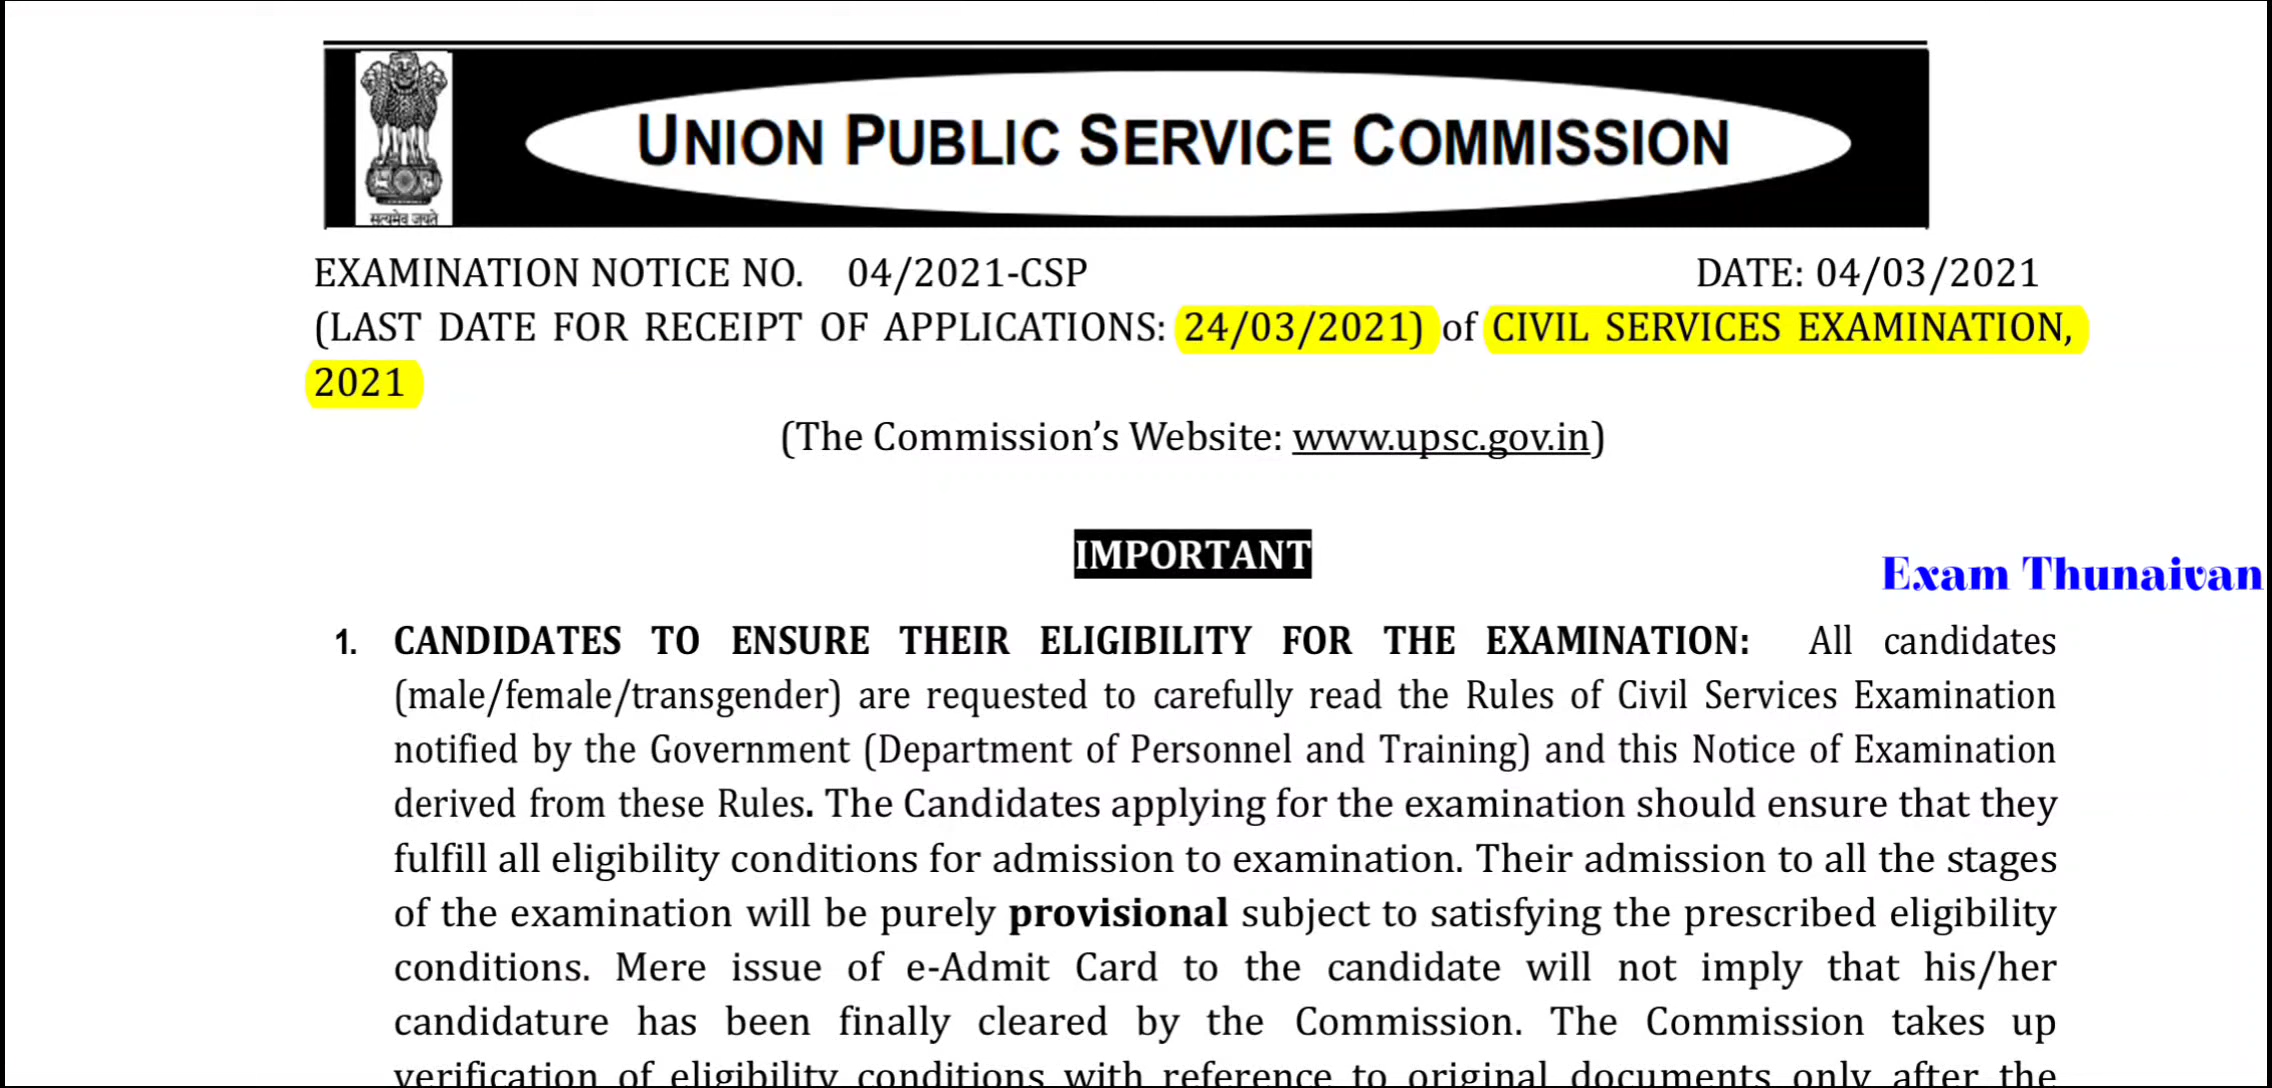 UNION PUBLIC SERVICE COMMISSION
सत्यमेव जयते
EXAMINATION NOTICE NO. 04/2021-CSP DATE: 04/03/2021
(LAST DATE FOR RECEIPT OF APPLICATIONS: 24/03/2021) of CIVIL SERVICES EXAMINATION,
2021
(The Commission’s Website: www.upsc.gov.in)
IMPORTANT
Exam Thunaivan
1. CANDIDATES TO ENSURE THEIR ELIGIBILITY FOR THE EXAMINATION: All candidates
(male/female/transgender) are requested to carefully read the Rules of Civil Services Examination
notified by the Government (Department of Personnel and Training) and this Notice of Examination
derived from these Rules. The Candidates applying for the examination should ensure that they
fulfill all eligibility conditions for admission to examination. Their admission to all the stages
of the examination will be purely provisional subject to satisfying the prescribed eligibility
conditions. Mere issue of e-Admit Card to the candidate will not imply that his/her
candidature has been finally cleared by the Commission. The Commission takes up
verification of eligibility conditions with reference to original documents only after the